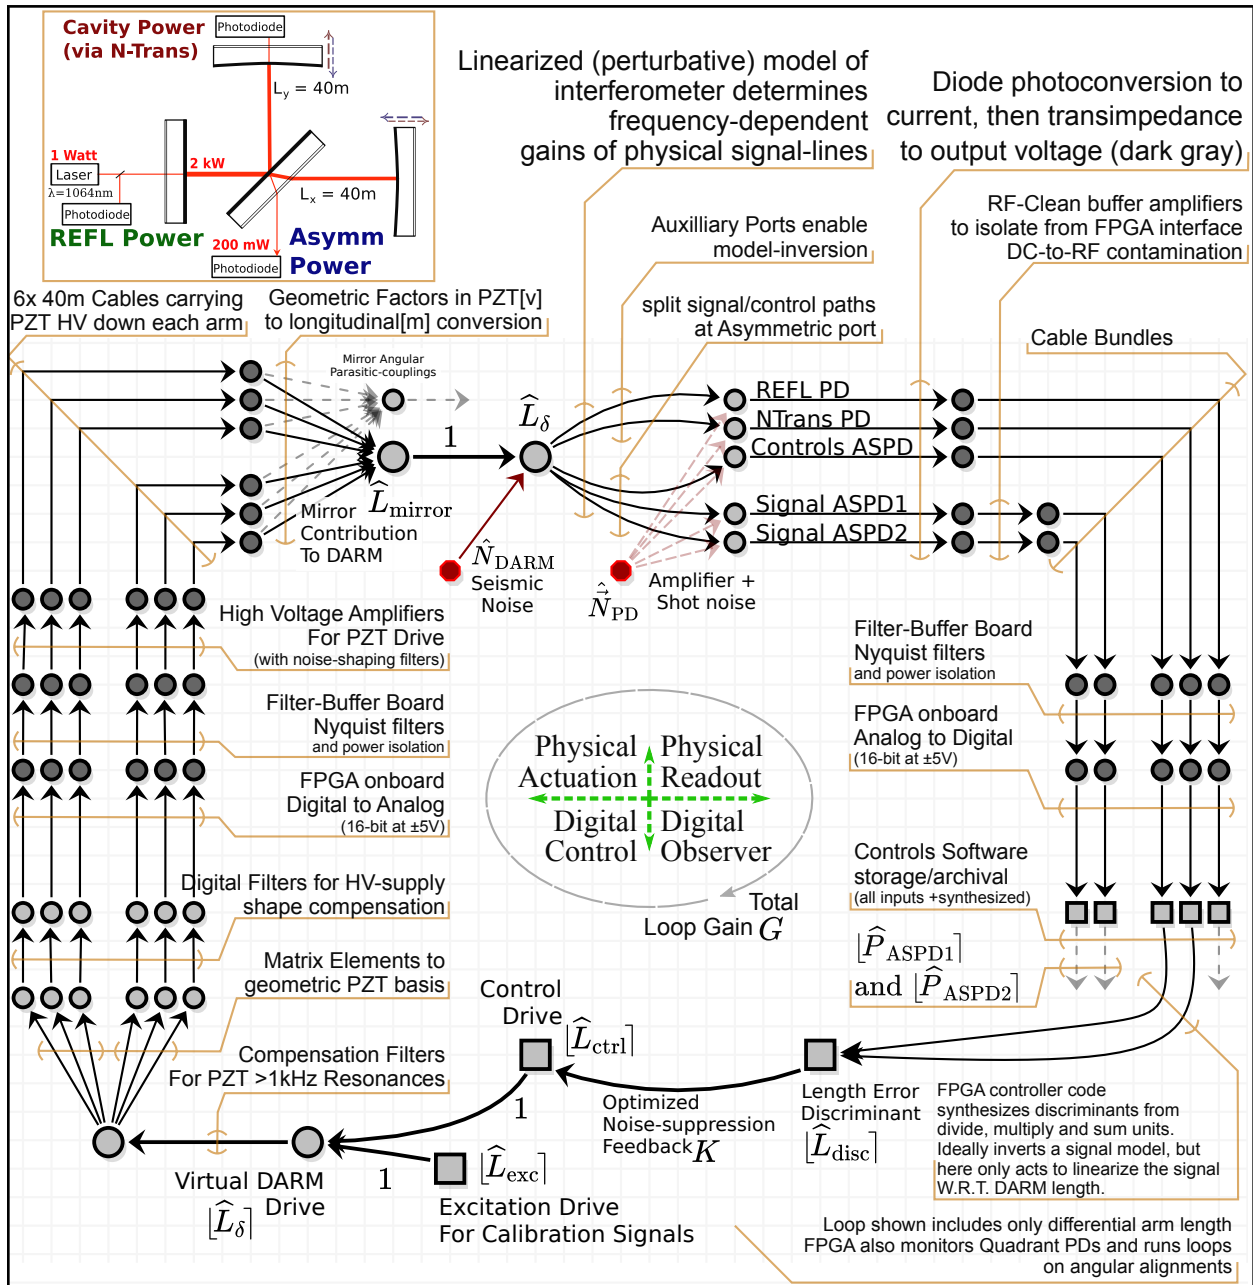 Cavity Power
(via N-Trans)
Photodiode
L_y = 40m
1 Watt
Laser
λ=1064nm
Photodiode
2 kW
REFL Power
L_x = 40m
200 mW
Photodiode
Asymm
Power
Linearized (perturbative) model of
interferometer determines
frequency-dependent
gains of physical signal-lines
Diode photoconversion to
current, then transimpedance
to output voltage (dark gray)
Auxilliary Ports enable
model-inversion
RF-Clean buffer amplifiers
to isolate from FPGA interface
DC-to-RF contamination
6x 40m Cables carrying
PZT HV down each arm
Geometric Factors in PZT[v]
to longitudinal[m] conversion
split signal/control paths
at Asymmetric port
Cable Bundles
Mirror Angular
Parasitic-couplings
1
L̂_δ
REFL PD
NTrans PD
Controls ASPD
Signal ASPD1
Signal ASPD2
L̂_mirror
Mirror
Contribution
To DARM
N̂_DARM
Seismic
Noise
N̂⃗_PD
Amplifier +
Shot noise
High Voltage Amplifiers
For PZT Drive
(with noise-shaping filters)
Filter-Buffer Board
Nyquist filters
and power isolation
Filter-Buffer Board
Nyquist filters
and power isolation
FPGA onboard
Analog to Digital
(16-bit at ±5V)
FPGA onboard
Digital to Analog
(16-bit at ±5V)
Physical
Actuation
Physical
Readout
Digital
Control
Digital
Observer
Total
Loop Gain G
Controls Software
storage/archival
(all inputs +synthesized)
⌊P̂_ASPD1⌉
and ⌊P̂_ASPD2⌉
Digital Filters for HV-supply
shape compensation
Matrix Elements to
geometric PZT basis
Compensation Filters
For PZT >1kHz Resonances
Control
Drive
⌊L̂_ctrl⌉
1
Optimized
Noise-suppression
Feedback K
Length Error
Discriminant
⌊L̂_disc⌉
FPGA controller code
synthesizes discriminants from
divide, multiply and sum units.
Ideally inverts a signal model, but
here only acts to linearize the signal
W.R.T. DARM length.
Virtual DARM
Drive
⌊L̂_δ⌉
1
⌊L̂_exc⌉
Excitation Drive
For Calibration Signals
Loop shown includes only differential arm length
FPGA also monitors Quadrant PDs and runs loops
on angular alignments